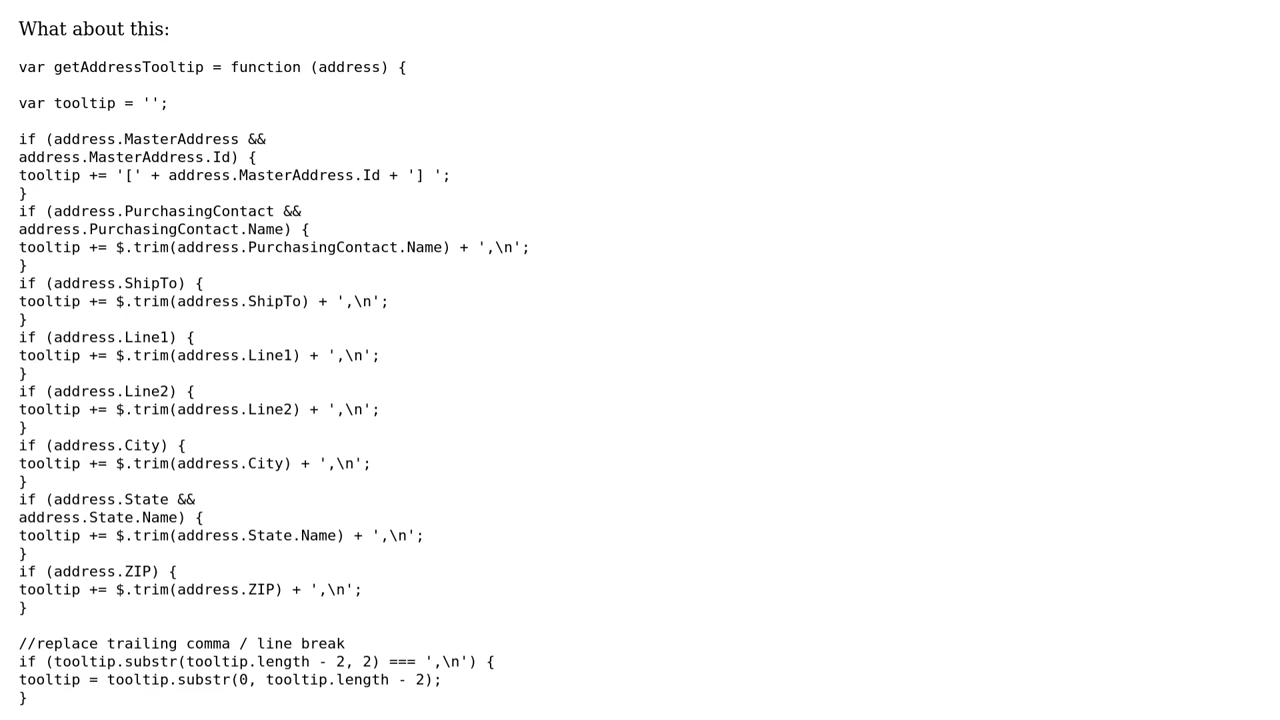 What about this:
var getAddressTooltip = function (address) {
var tooltip = '';
if (address.MasterAddress &&
address.MasterAddress.Id) {
tooltip += '[' + address.MasterAddress.Id + '] ';
}
if (address.PurchasingContact &&
address.PurchasingContact.Name) {
tooltip += $.trim(address.PurchasingContact.Name) + ',\n';
}
if (address.ShipTo) {
tooltip += $.trim(address.ShipTo) + ',\n';
}
if (address.Line1) {
tooltip += $.trim(address.Line1) + ',\n';
}
if (address.Line2) {
tooltip += $.trim(address.Line2) + ',\n';
}
if (address.City) {
tooltip += $.trim(address.City) + ',\n';
}
if (address.State &&
address.State.Name) {
tooltip += $.trim(address.State.Name) + ',\n';
}
if (address.ZIP) {
tooltip += $.trim(address.ZIP) + ',\n';
}
//replace trailing comma / line break
if (tooltip.substr(tooltip.length - 2, 2) === ',\n') {
tooltip = tooltip.substr(0, tooltip.length - 2);
}